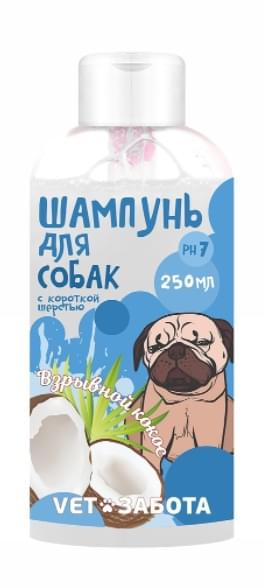 ШАМПУНЬ
ДЛЯ
СОБАК
PH 7
250МЛ
с короткой
шерстью
Взрывной кокос
VET ЗАБОТА